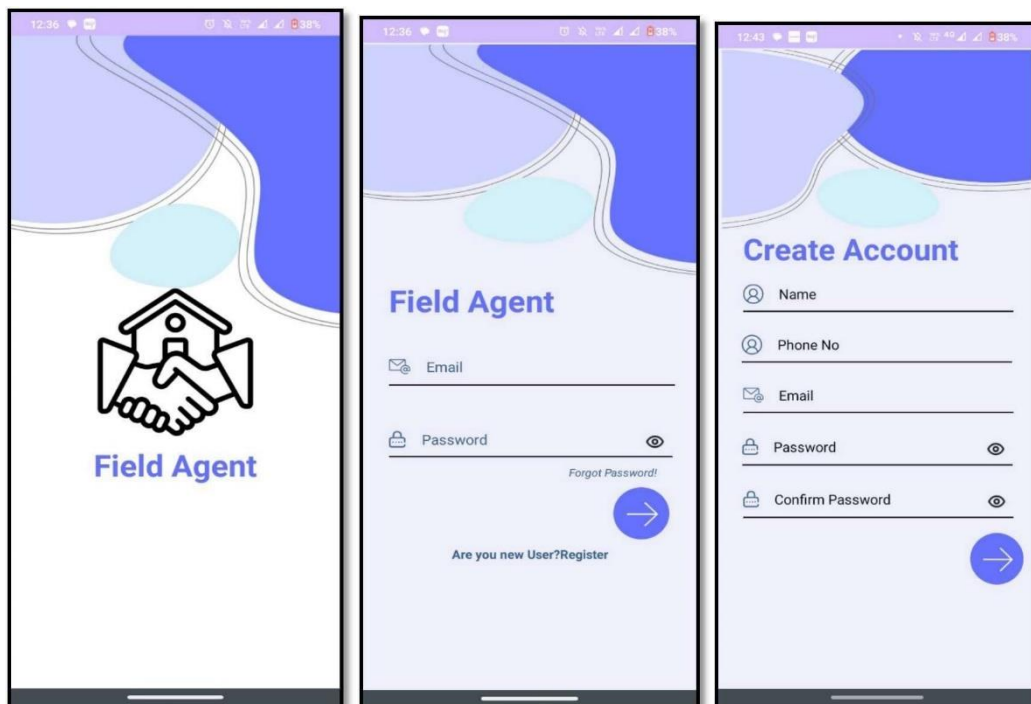 12:36
38%
Field Agent
12:36
38%
Field Agent
Email
Password
Forgot Password!
Are you new User?Register
12:43
4G
38%
Create Account
Name
Phone No
Email
Password
Confirm Password